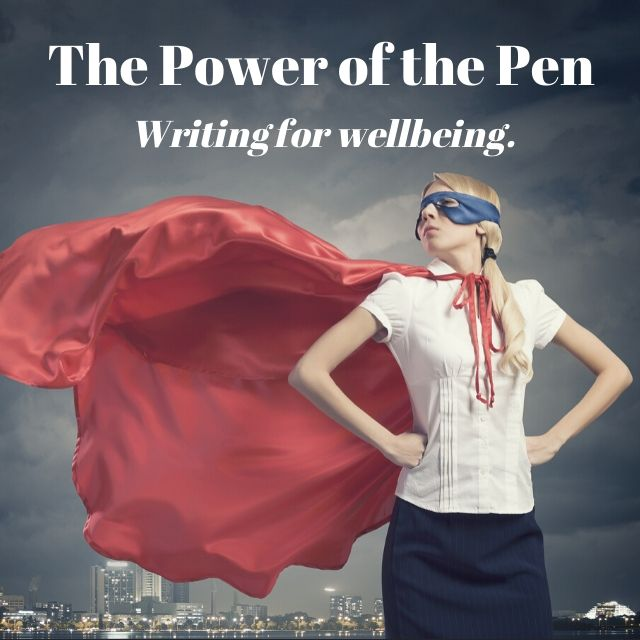 The Power of the Pen
Writing for wellbeing.